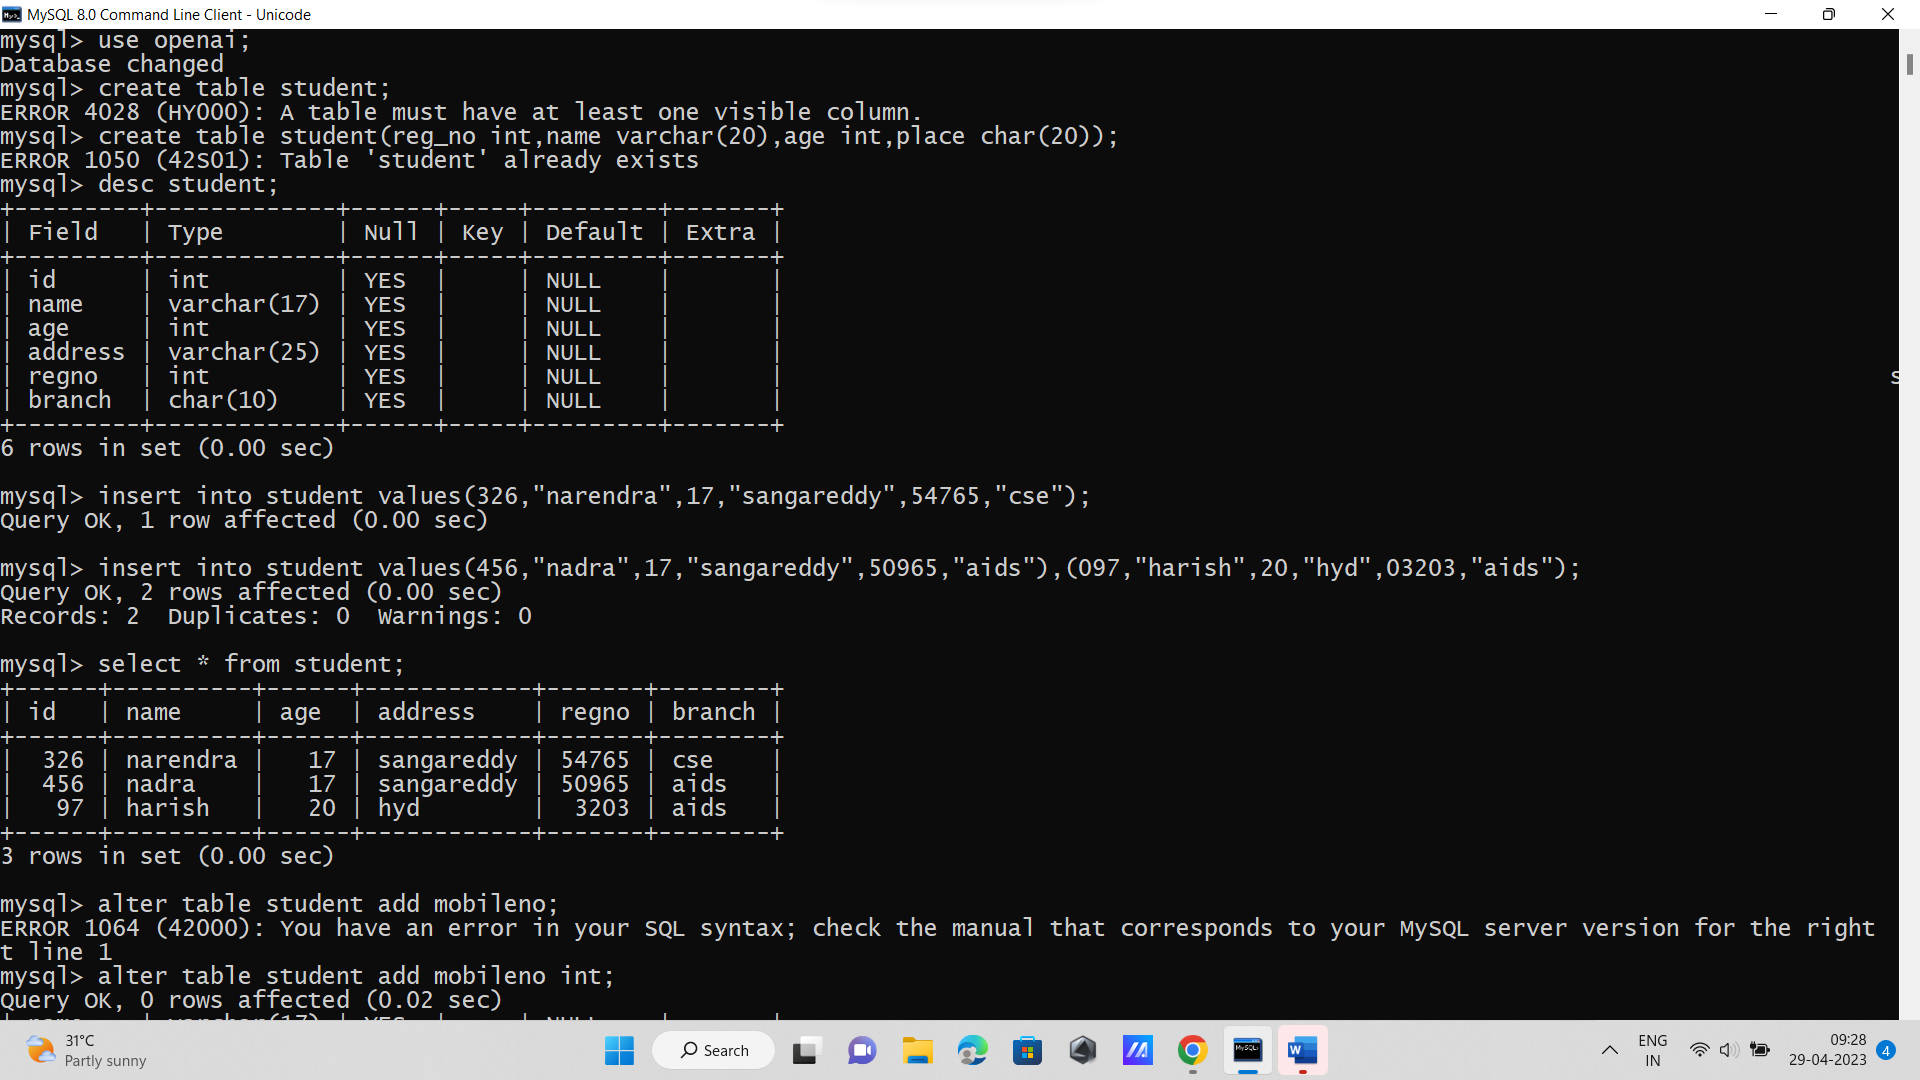 MySQL 8.0 Command Line Client - Unicode
mysql> use openai;
Database changed
mysql> create table student;
ERROR 4028 (HY000): A table must have at least one visible column.
mysql> create table student(reg_no int,name varchar(20),age int,place char(20));
ERROR 1050 (42S01): Table 'student' already exists
mysql> desc student;
+---------+-------------+------+-----+---------+-------+
| Field   | Type        | Null | Key | Default | Extra |
+---------+-------------+------+-----+---------+-------+
| id      | int         | YES  |     | NULL    |       |
| name    | varchar(17) | YES  |     | NULL    |       |
| age     | int         | YES  |     | NULL    |       |
| address | varchar(25) | YES  |     | NULL    |       |
| regno   | int         | YES  |     | NULL    |       | s
| branch  | char(10)    | YES  |     | NULL    |       |
+---------+-------------+------+-----+---------+-------+
6 rows in set (0.00 sec)
mysql> insert into student values(326,"narendra",17,"sangareddy",54765,"cse");
Query OK, 1 row affected (0.00 sec)
mysql> insert into student values(456,"nadra",17,"sangareddy",50965,"aids"),(097,"harish",20,"hyd",03203,"aids");
Query OK, 2 rows affected (0.00 sec)
Records: 2  Duplicates: 0  Warnings: 0
mysql> select * from student;
+------+----------+------+------------+-------+--------+
| id   | name     | age  | address    | regno | branch |
+------+----------+------+------------+-------+--------+
|  326 | narendra |   17 | sangareddy | 54765 | cse    |
|  456 | nadra    |   17 | sangareddy | 50965 | aids   |
|   97 | harish   |   20 | hyd        |  3203 | aids   |
+------+----------+------+------------+-------+--------+
3 rows in set (0.00 sec)
mysql> alter table student add mobileno;
ERROR 1064 (42000): You have an error in your SQL syntax; check the manual that corresponds to your MySQL server version for the right
t line 1
mysql> alter table student add mobileno int;
Query OK, 0 rows affected (0.02 sec)
| name    | varchar(17) | YES  |     | NULL    |       |
31°C
Partly sunny
Search
MySQL
W
ENG
IN
09:28
29-04-2023
4